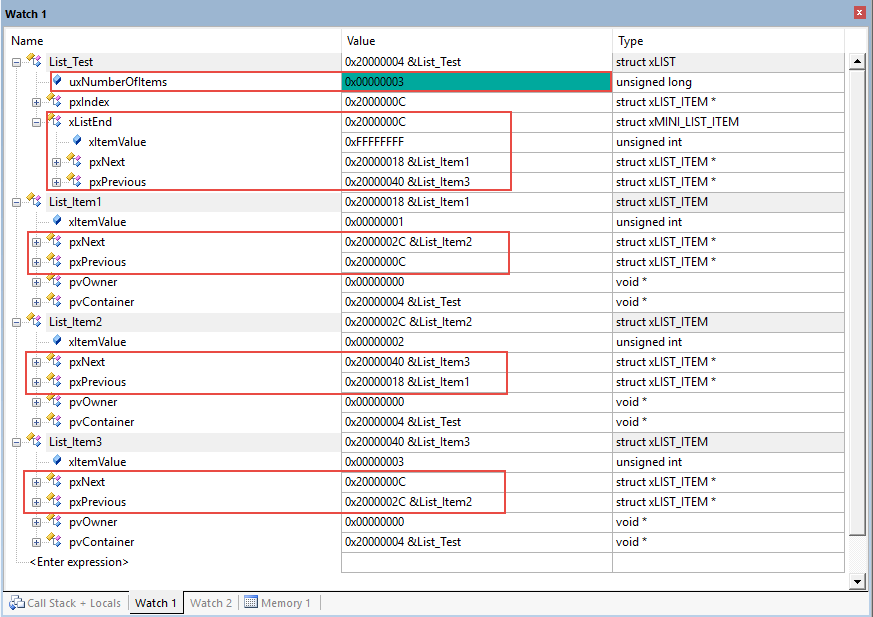 Watch 1
Name Value Type
List_Test 0x20000004 &List_Test struct xLIST
uxNumberOfItems 0x00000003 unsigned long
pxIndex 0x2000000C struct xLIST_ITEM *
xListEnd 0x2000000C struct xMINI_LIST_ITEM
xItemValue 0xFFFFFFFF unsigned int
pxNext 0x20000018 &List_Item1 struct xLIST_ITEM *
pxPrevious 0x20000040 &List_Item3 struct xLIST_ITEM *
List_Item1 0x20000018 &List_Item1 struct xLIST_ITEM
xItemValue 0x00000001 unsigned int
pxNext 0x2000002C &List_Item2 struct xLIST_ITEM *
pxPrevious 0x2000000C struct xLIST_ITEM *
pvOwner 0x00000000 void *
pvContainer 0x20000004 &List_Test void *
List_Item2 0x2000002C &List_Item2 struct xLIST_ITEM
xItemValue 0x00000002 unsigned int
pxNext 0x20000040 &List_Item3 struct xLIST_ITEM *
pxPrevious 0x20000018 &List_Item1 struct xLIST_ITEM *
pvOwner 0x00000000 void *
pvContainer 0x20000004 &List_Test void *
List_Item3 0x20000040 &List_Item3 struct xLIST_ITEM
xItemValue 0x00000003 unsigned int
pxNext 0x2000000C struct xLIST_ITEM *
pxPrevious 0x2000002C &List_Item2 struct xLIST_ITEM *
pvOwner 0x00000000 void *
pvContainer 0x20000004 &List_Test void *
<Enter expression>
Call Stack + Locals Watch 1 Watch 2 Memory 1